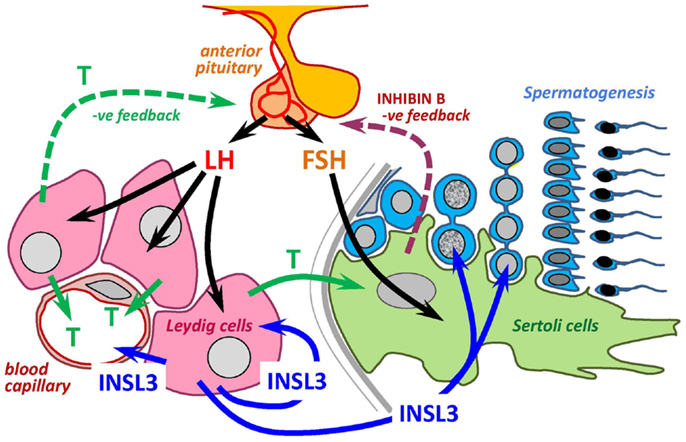 anterior
pituitary
T
-ve feedback
INHIBIN B
-ve feedback
Spermatogenesis
LH
FSH
T
T
T
Leydig cells
Sertoli cells
blood
capillary
INSL3
INSL3
INSL3